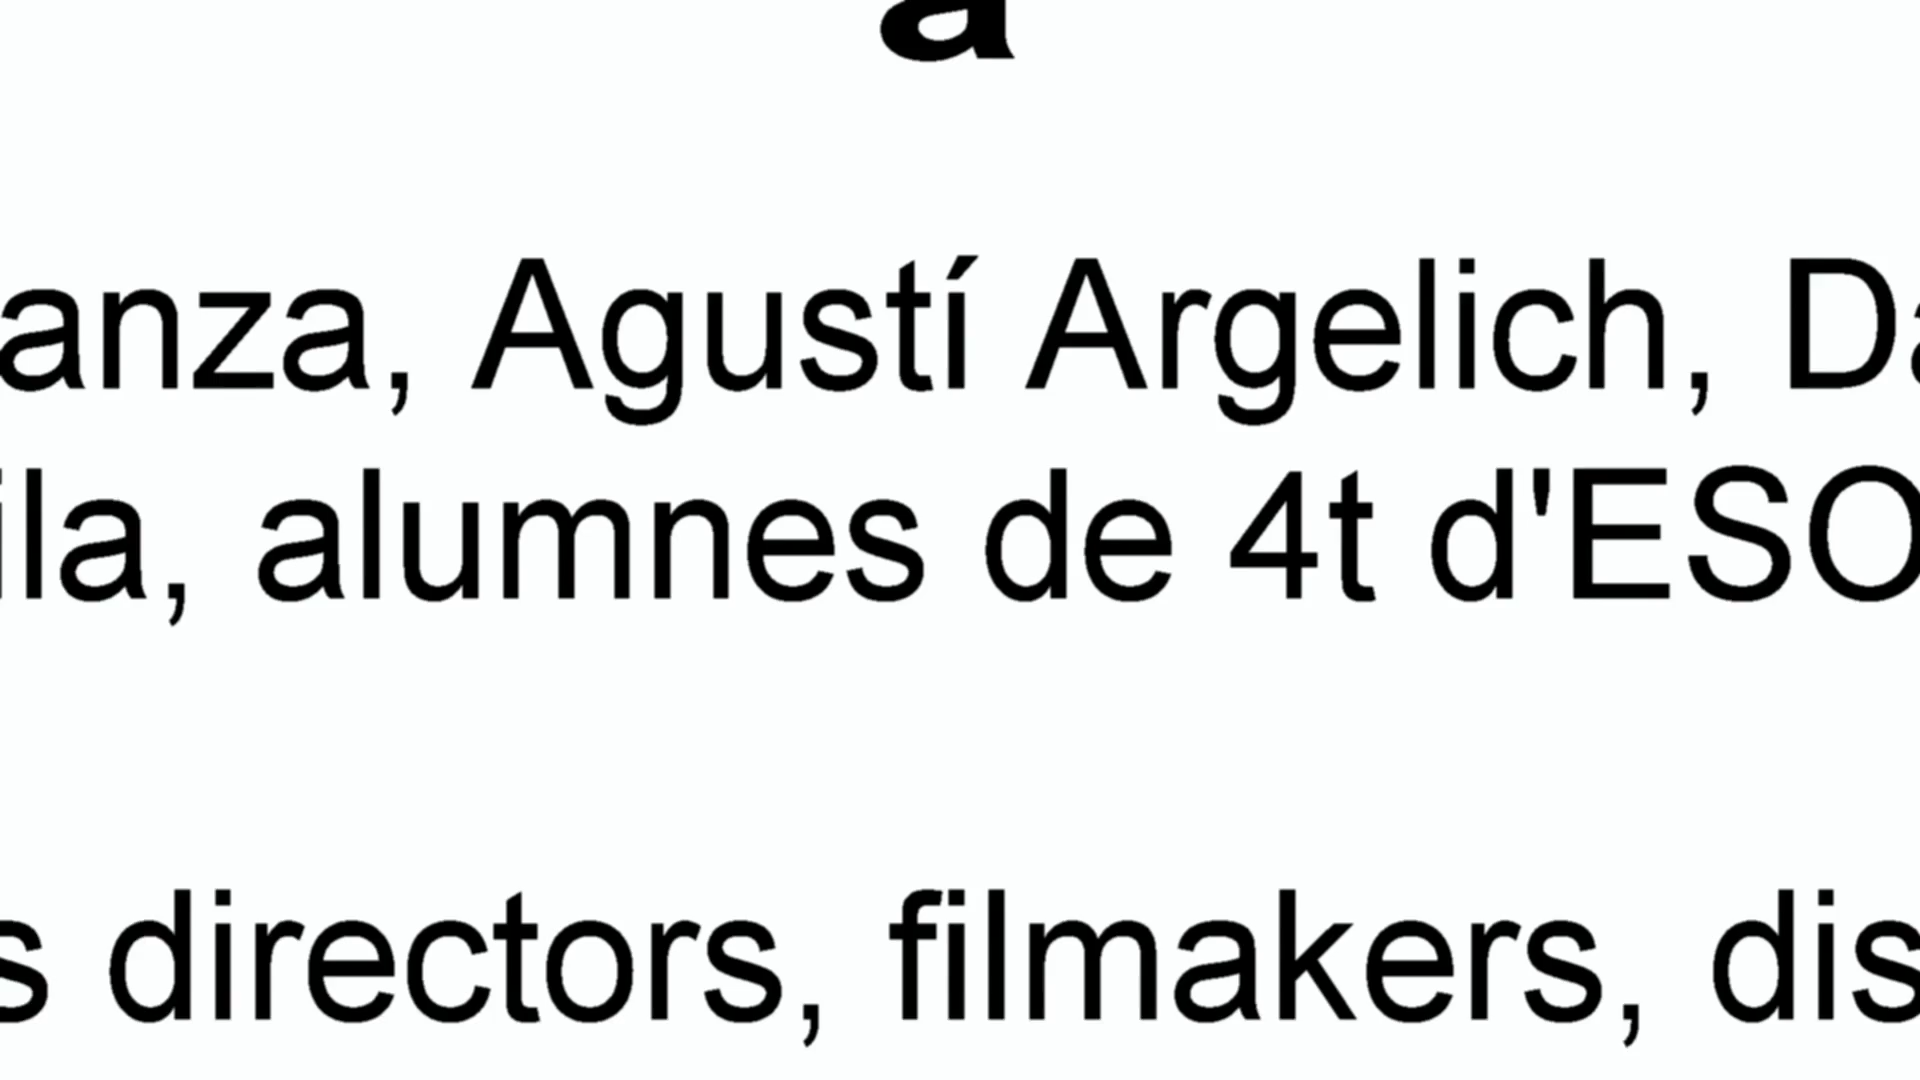 a
anza, Agustí Argelich, Da
ila, alumnes de 4t d'ESO
s directors, filmakers, dis